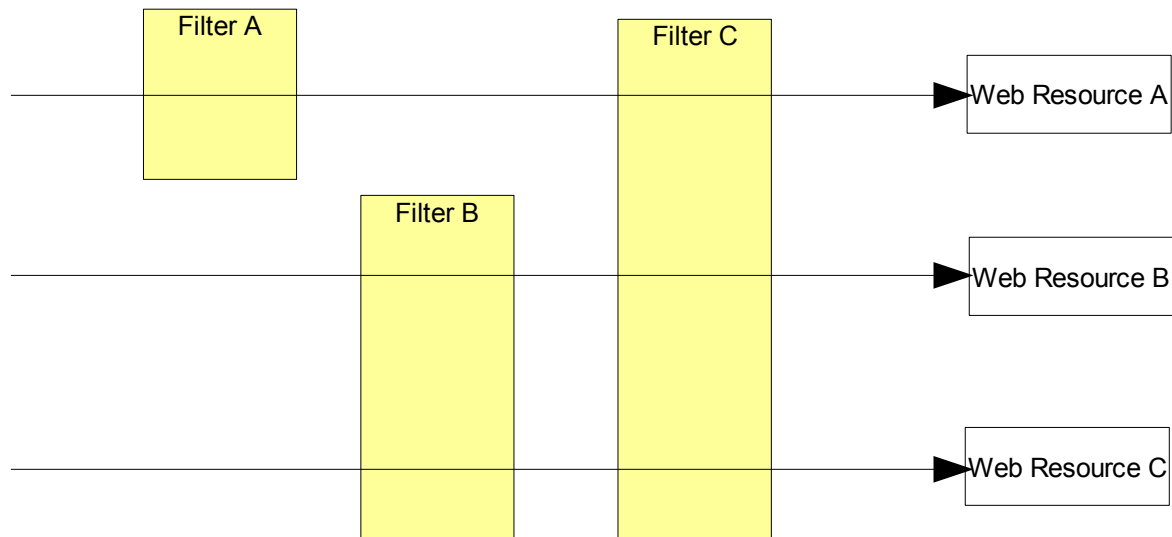 Filter A
Filter C
Web Resource A
Filter B
Web Resource B
Web Resource C